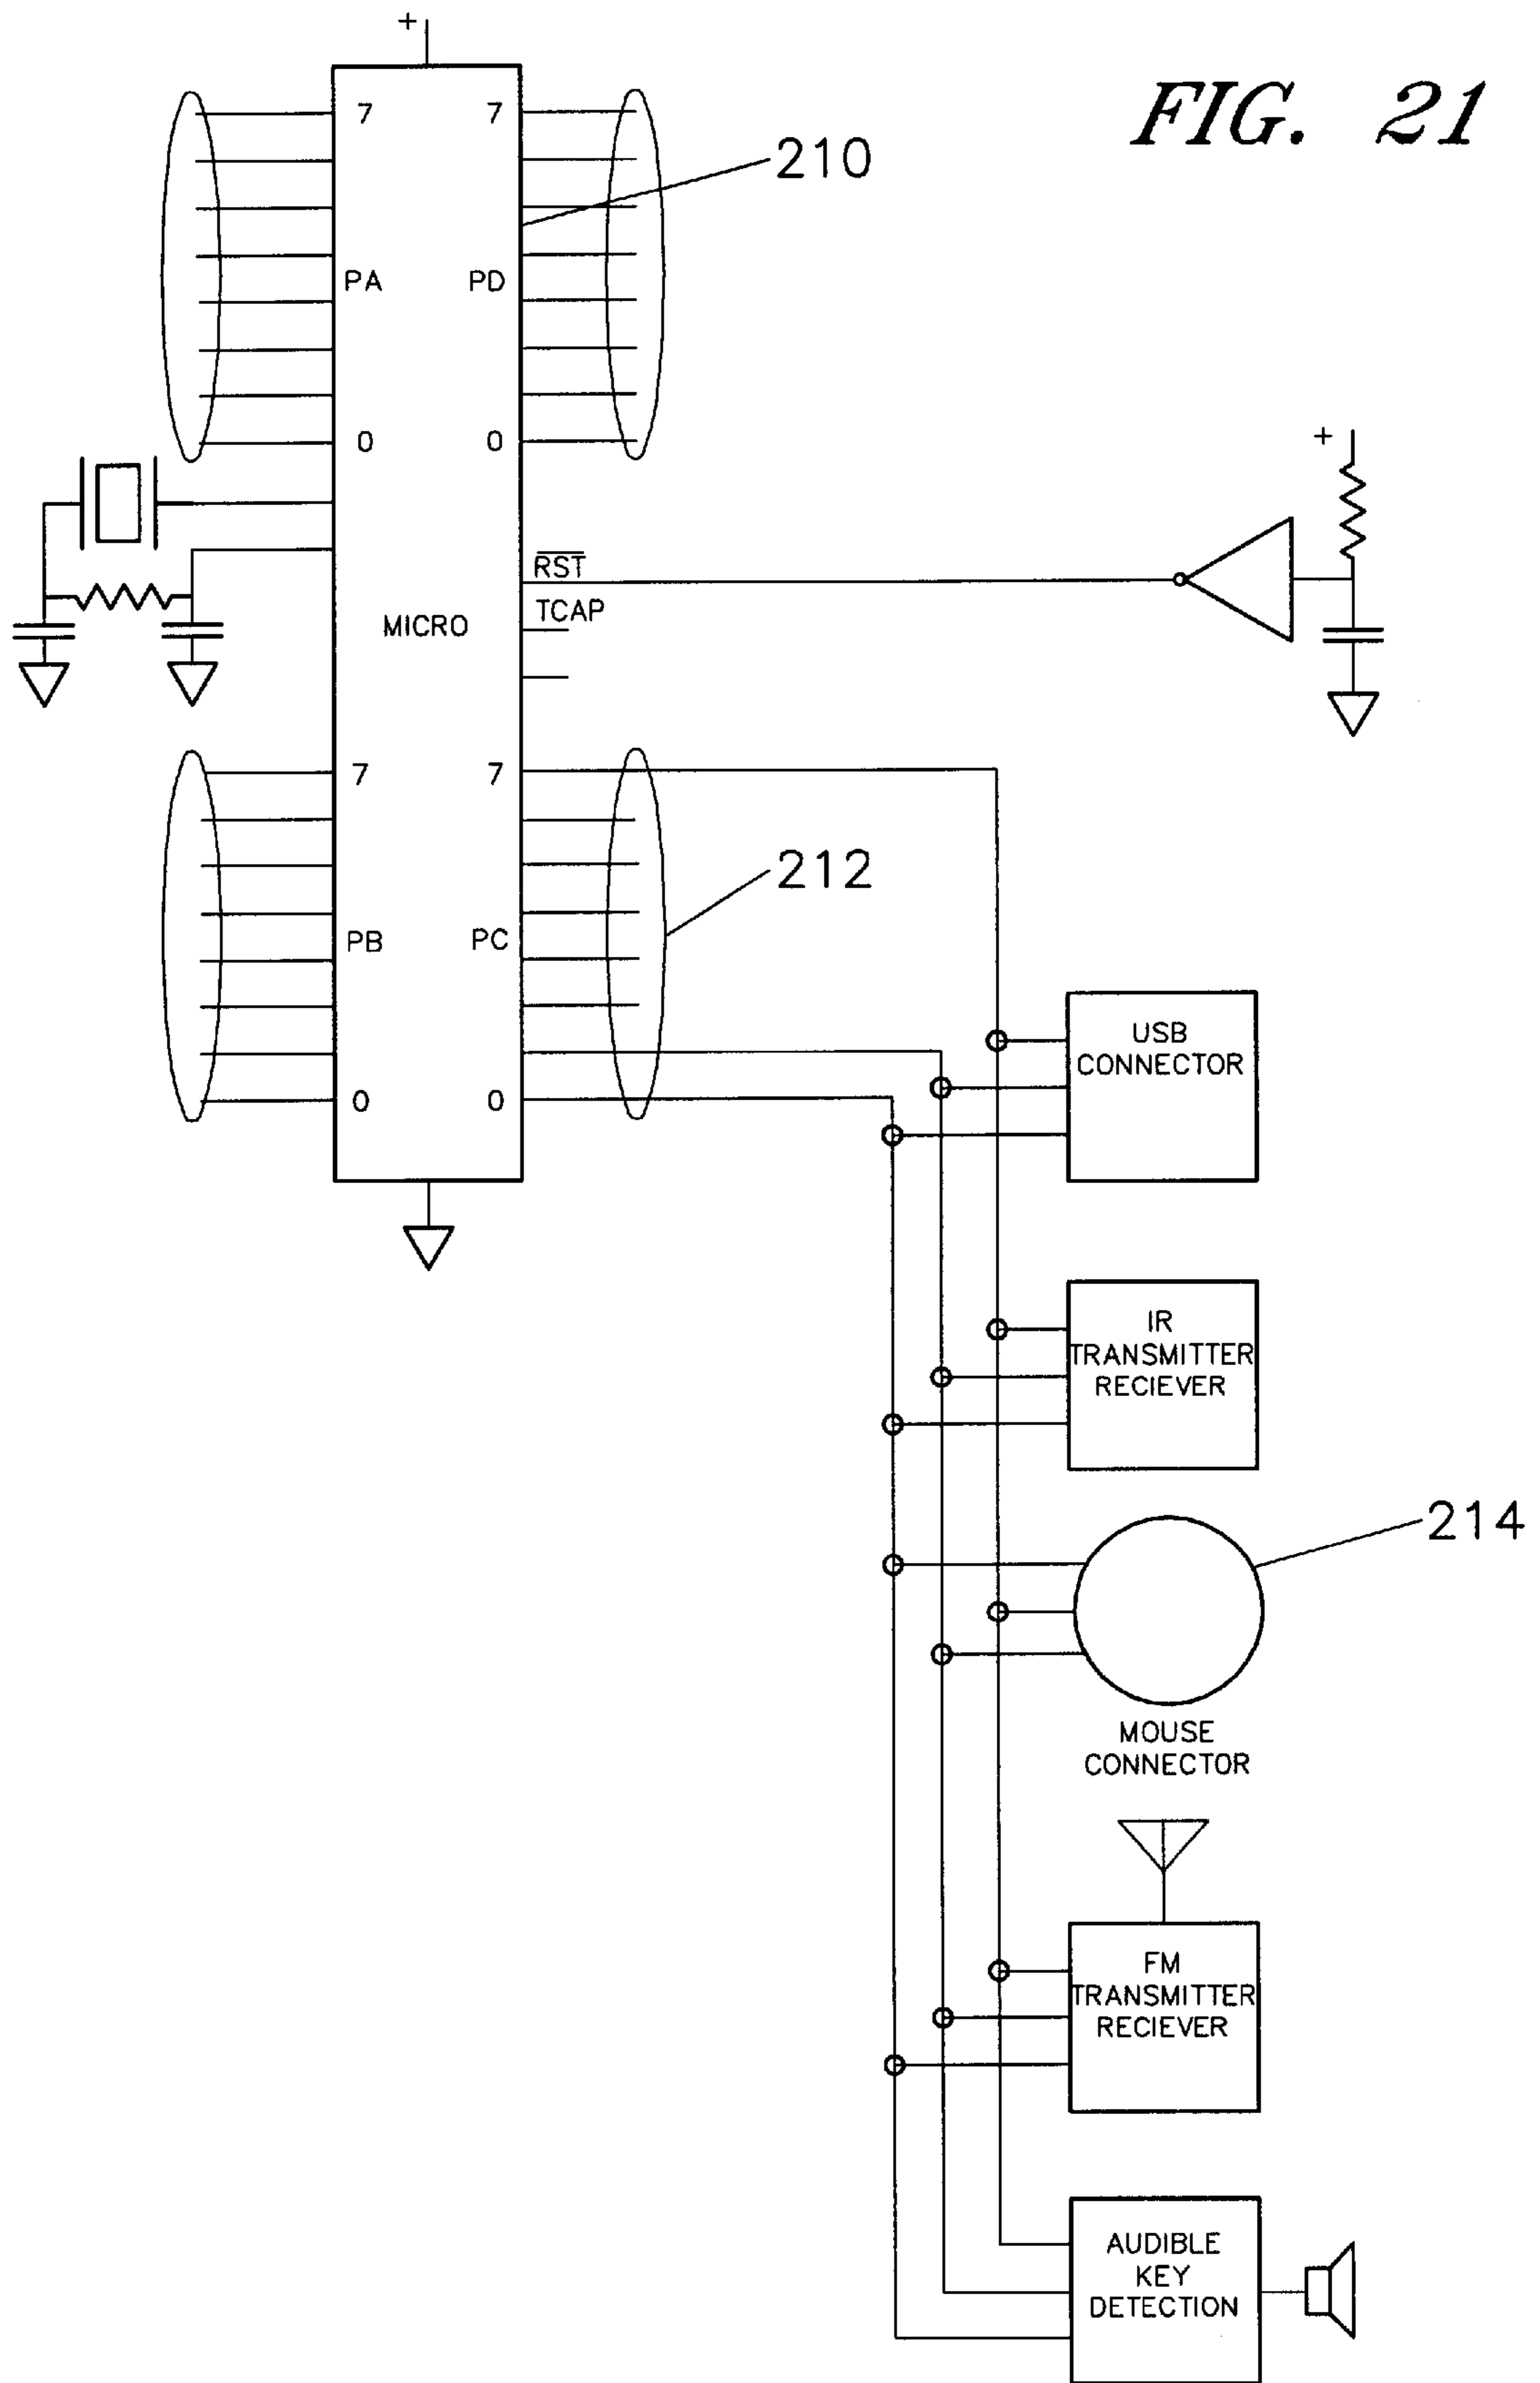 FIG. 21
+
7 7
210
PA PD
0 0
+
RST
TCAP
MICRO
7 7
212
PB PC
0 0
USB
CONNECTOR
IR
TRANSMITTER
RECIEVER
214
MOUSE
CONNECTOR
FM
TRANSMITTER
RECIEVER
AUDIBLE
KEY
DETECTION